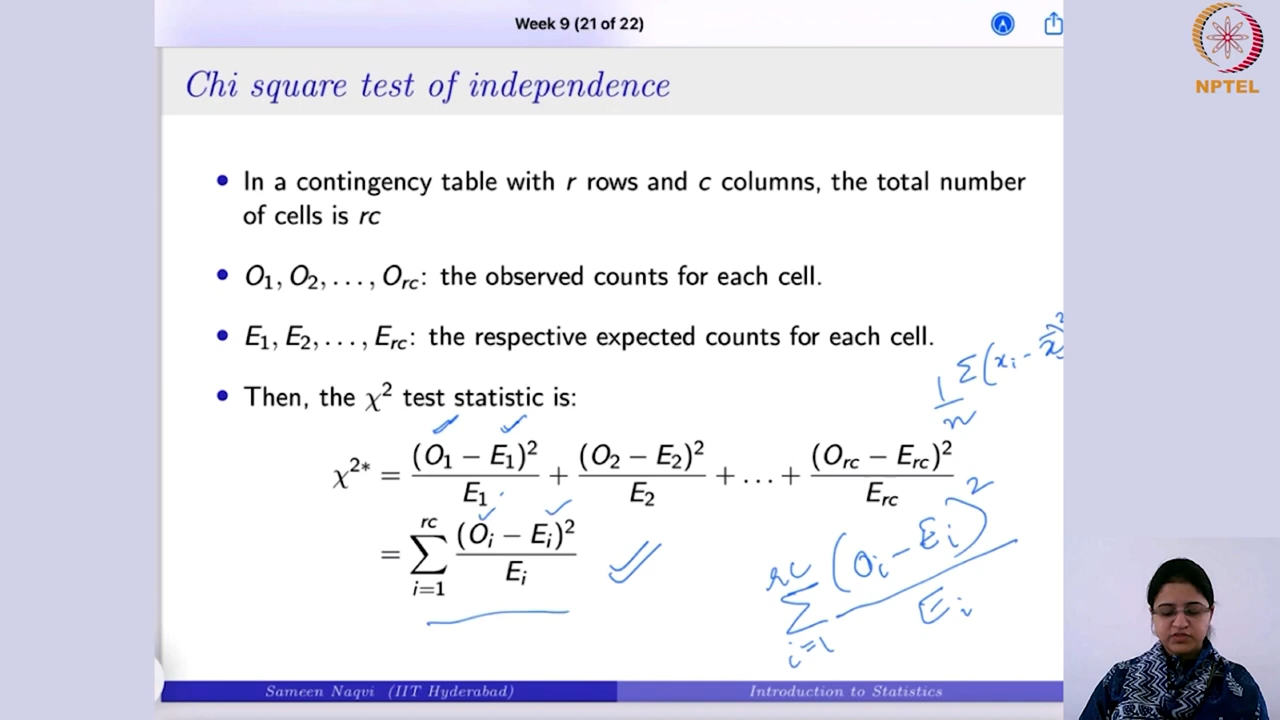 Week 9 (21 of 22)
NPTEL
Chi square test of independence
• In a contingency table with r rows and c columns, the total number
of cells is rc
• O₁, O₂, . . . , Orc: the observed counts for each cell.
• E₁, E₂, . . . , Erc: the respective expected counts for each cell.
• Then, the χ² test statistic is:
χ²* = (O₁ − E₁)²/E₁ + (O₂ − E₂)²/E₂ + . . . + (Orc − Erc)²/Erc
= ∑ i=1 rc (Oᵢ − Eᵢ)²/Eᵢ
1/n Σ(xᵢ - x̄)²
rc Σ i=1 (Oᵢ - Eᵢ)²/Eᵢ
Sameen Naqvi (IIT Hyderabad)
Introduction to Statistics